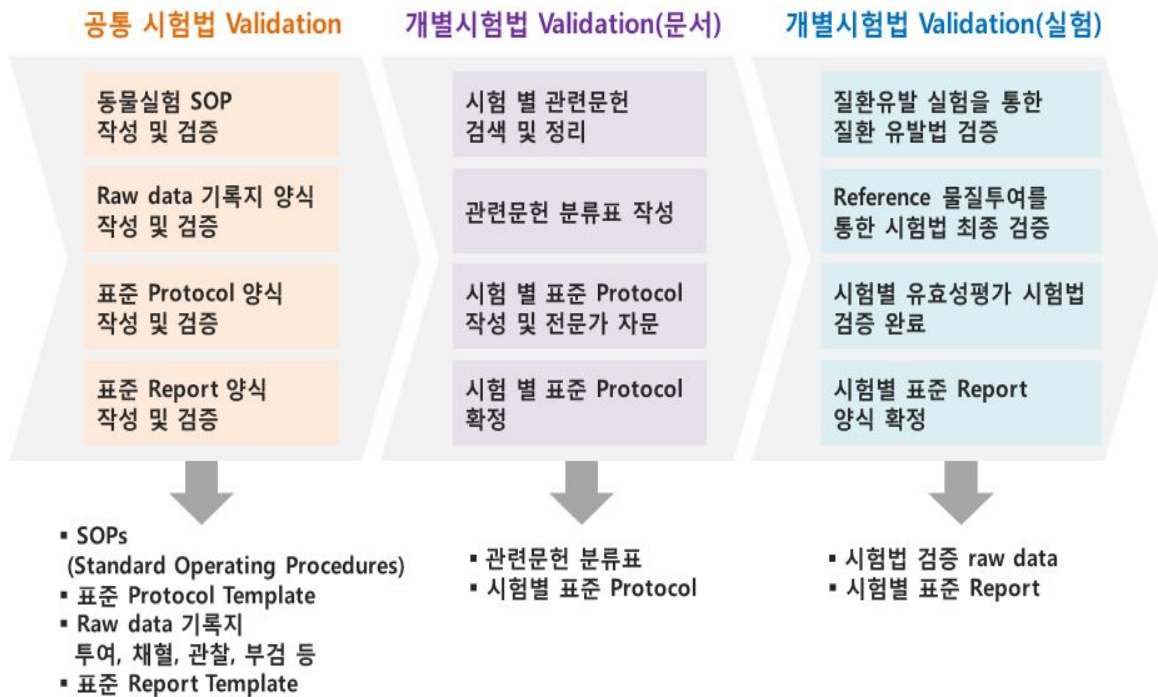 공통 시험법 Validation
동물실험 SOP
작성 및 검증
Raw data 기록지 양식
작성 및 검증
표준 Protocol 양식
작성 및 검증
표준 Report 양식
작성 및 검증
▪ SOPs
(Standard Operating Procedures)
▪ 표준 Protocol Template
▪ Raw data 기록지
투여, 채혈, 관찰, 부검 등
▪ 표준 Report Template
개별시험법 Validation(문서)
시험 별 관련문헌
검색 및 정리
관련문헌 분류표 작성
시험 별 표준 Protocol
작성 및 전문가 자문
시험 별 표준 Protocol
확정
▪ 관련문헌 분류표
▪ 시험별 표준 Protocol
개별시험법 Validation(실험)
질환유발 실험을 통한
질환 유발법 검증
Reference 물질투여를
통한 시험법 최종 검증
시험별 유효성평가 시험법
검증 완료
시험별 표준 Report
양식 확정
▪ 시험법 검증 raw data
▪ 시험별 표준 Report